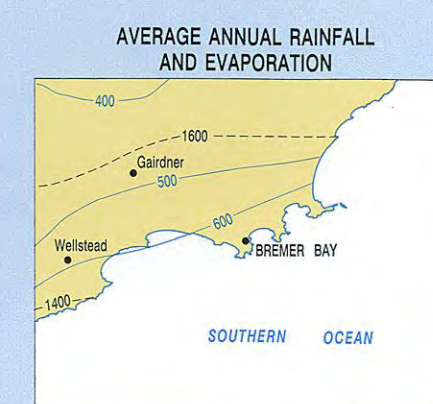 AVERAGE ANNUAL RAINFALL
AND EVAPORATION
400
1600
Gairdner
500
600
Wellstead
BREMER BAY
1400
SOUTHERN OCEAN